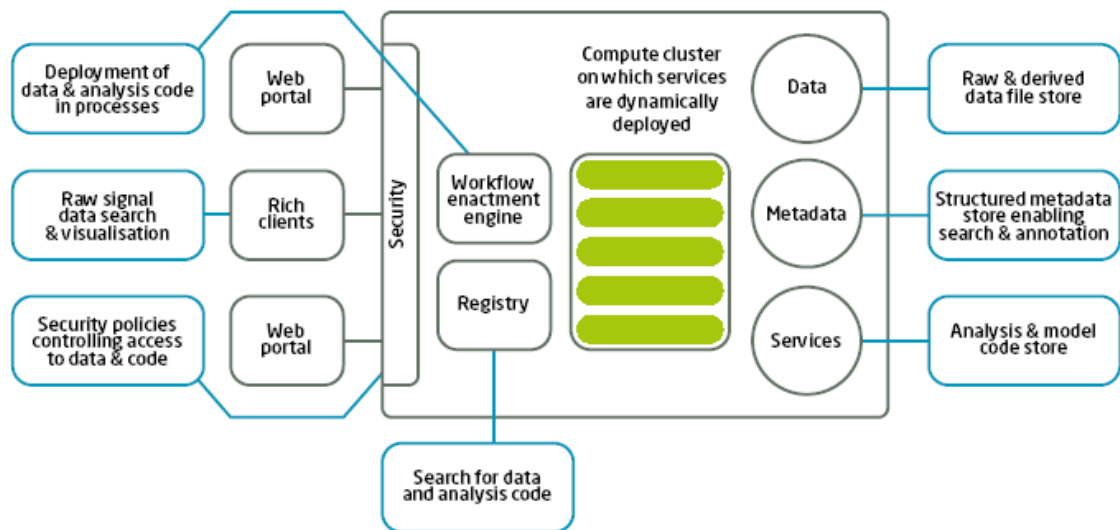 Deployment of
data & analysis code
in processes
Web
portal
Raw signal
data search
& visualisation
Rich
clients
Security policies
controlling access
to data & code
Web
portal
Security
Workflow
enactment
engine
Registry
Search for data
and analysis code
Compute cluster
on which services
are dynamically
deployed
Data
Raw & derived
data file store
Metadata
Structured metadata
store enabling
search & annotation
Services
Analysis & model
code store